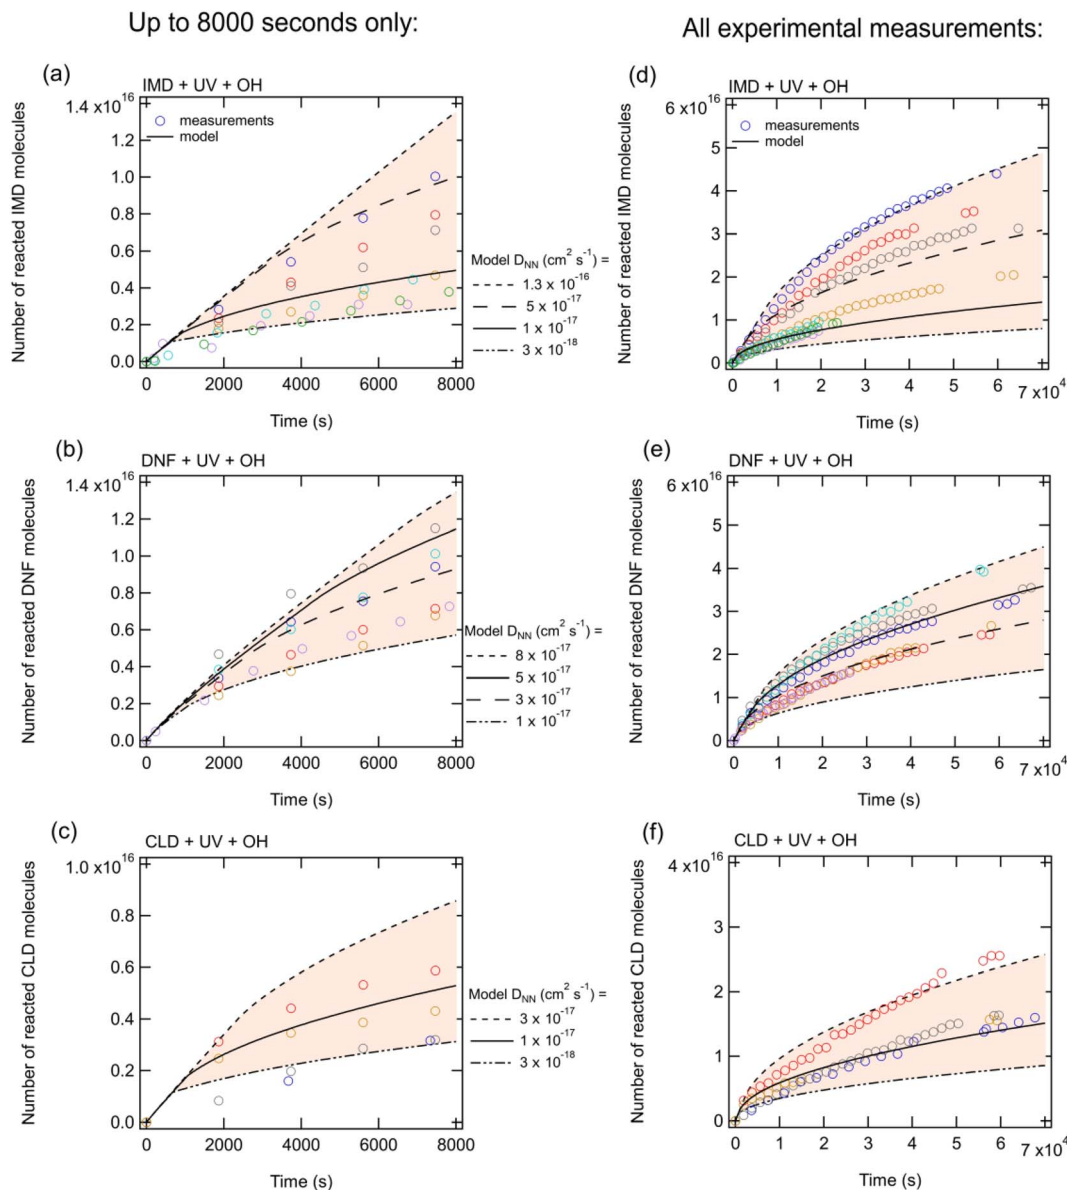 Up to 8000 seconds only:
All experimental measurements:
(a)
IMD + UV + OH
1.4 x10^16
1.2
1.0
0.8
0.6
0.4
0.2
0.0
Number of reacted IMD molecules
measurements
model
0
2000
4000
6000
8000
Time (s)
Model D_NN (cm² s⁻¹) =
1.3 x 10^-16
5 x 10^-17
1 x 10^-17
3 x 10^-18
(d)
IMD + UV + OH
6 x10^16
5
4
3
2
1
0
Number of reacted IMD molecules
measurements
model
0
1
2
3
4
5
6
7 x10^4
Time (s)
(b)
DNF + UV + OH
1.4 x10^16
1.2
1.0
0.8
0.6
0.4
0.2
0.0
Number of reacted DNF molecules
0
2000
4000
6000
8000
Time (s)
Model D_NN (cm² s⁻¹) =
8 x 10^-17
5 x 10^-17
3 x 10^-17
1 x 10^-17
(e)
DNF + UV + OH
6 x10^16
5
4
3
2
1
0
Number of reacted DNF molecules
0
1
2
3
4
5
6
7 x10^4
Time (s)
(c)
CLD + UV + OH
1.0 x10^16
0.8
0.6
0.4
0.2
0.0
Number of reacted CLD molecules
0
2000
4000
6000
8000
Time (s)
Model D_NN (cm² s⁻¹) =
3 x 10^-17
1 x 10^-17
3 x 10^-18
(f)
CLD + UV + OH
4 x10^16
3
2
1
0
Number of reacted CLD molecules
0
1
2
3
4
5
6
7 x10^4
Time (s)